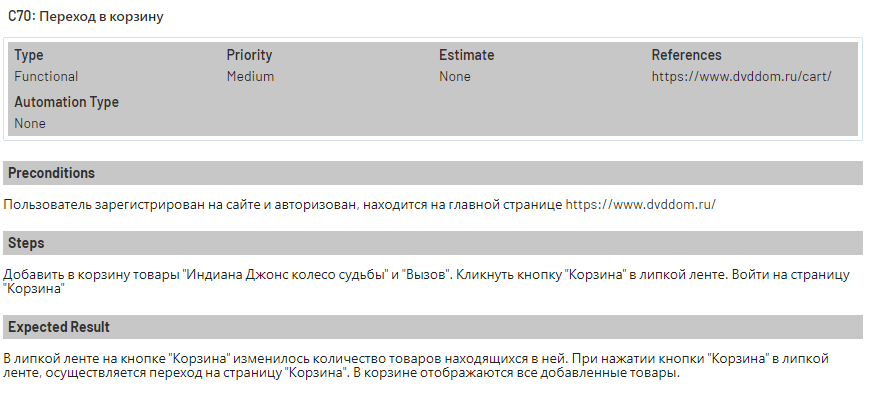 C70: Переход в корзину
Type Priority Estimate References
Functional Medium None https://www.dvddom.ru/cart/
Automation Type
None
Preconditions
Пользователь зарегистрирован на сайте и авторизован, находится на главной странице https://www.dvddom.ru/
Steps
Добавить в корзину товары "Индиана Джонс колесо судьбы" и "Вызов". Кликнуть кнопку "Корзина" в липкой ленте. Войти на страницу
"Корзина"
Expected Result
В липкой ленте на кнопке "Корзина" изменилось количество товаров находящихся в ней. При нажатии кнопки "Корзина" в липкой
ленте, осуществляется переход на страницу "Корзина". В корзине отображаются все добавленные товары.